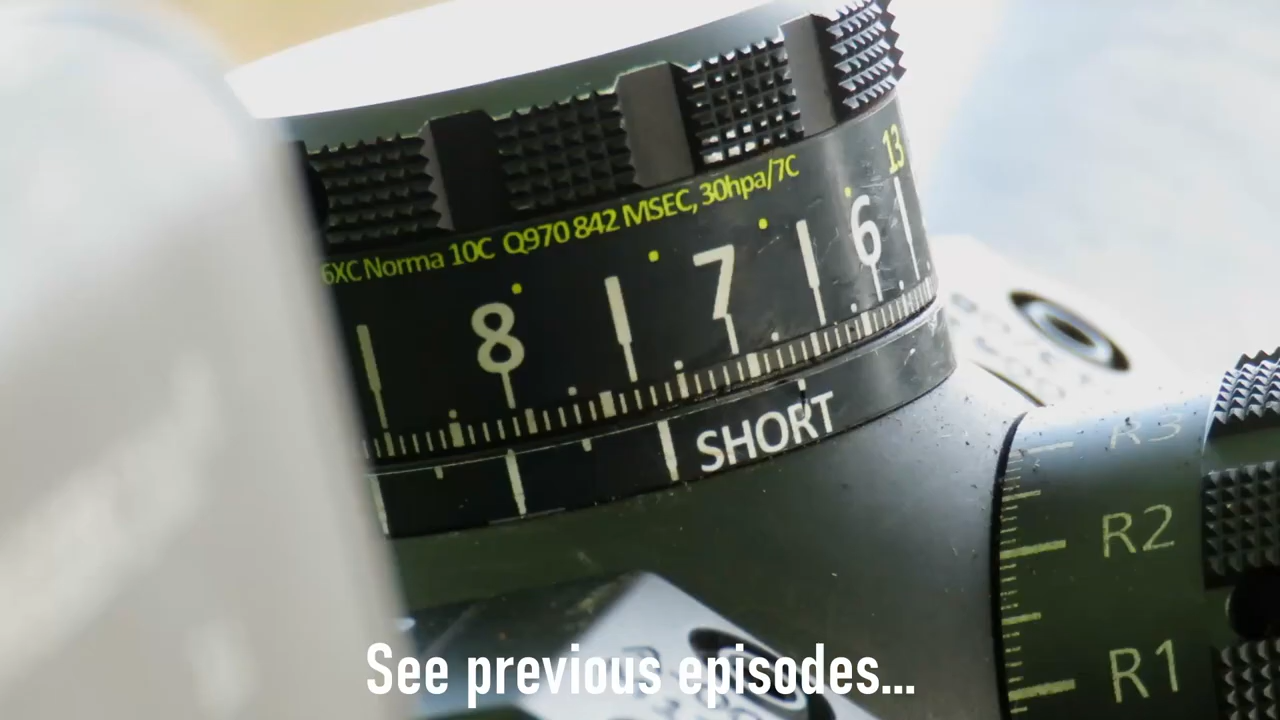 13
6XC Norma 10C Q970 842 MSEC, 30hpa/7C
8 7 6
SHORT
R3
R2
R1
See previous episodes...